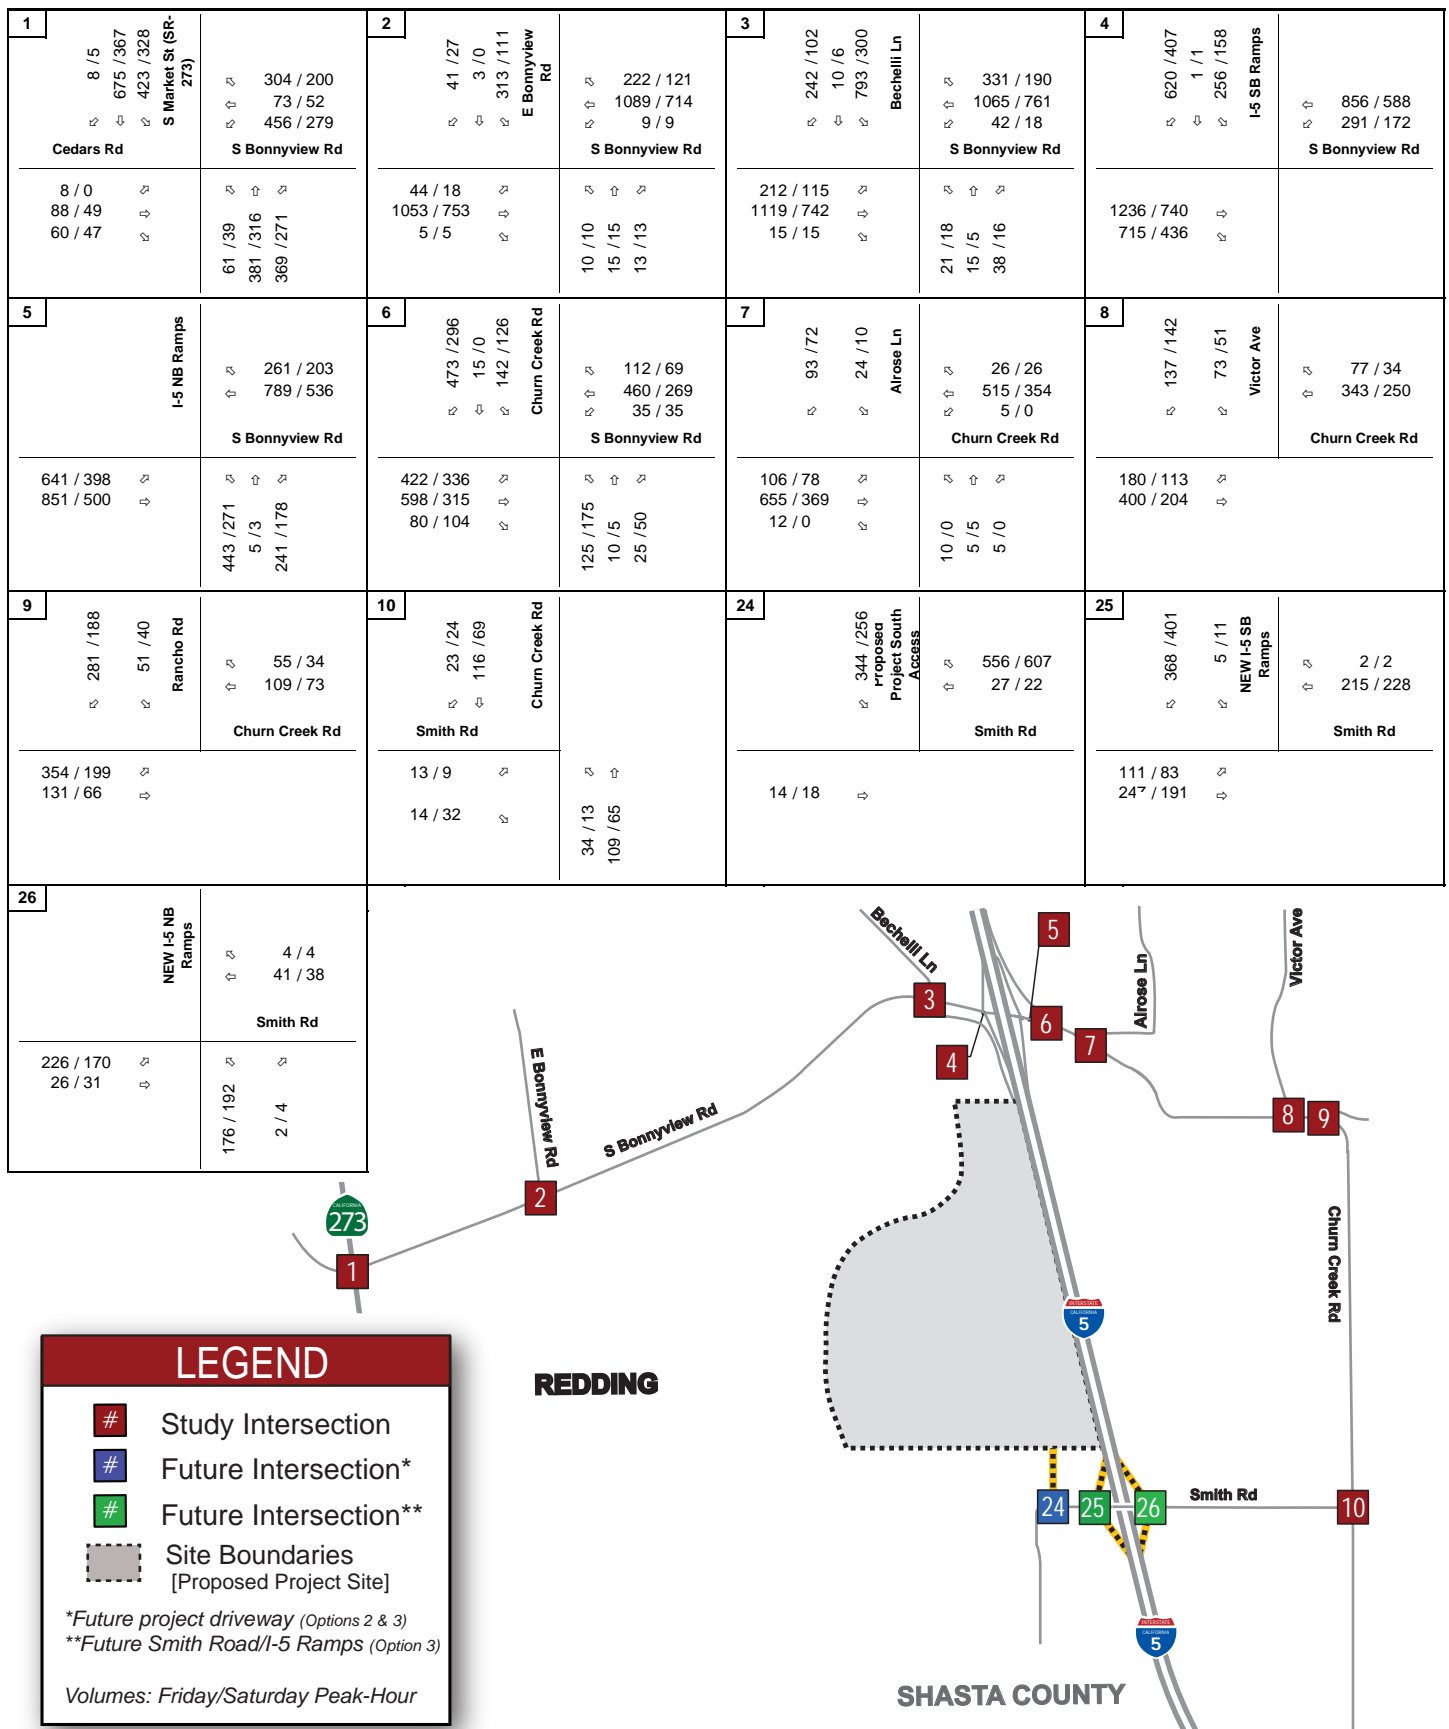 1
8 / 5
675 / 367
423 / 328
S Market St (SR-
273)
304 / 200
73 / 52
456 / 279
Cedars Rd
S Bonnyview Rd
8 / 0
88 / 49
60 / 47
61 / 39
381 / 316
369 / 271
2
41 / 27
3 / 0
313 / 111
E Bonnyview
Rd
222 / 121
1089 / 714
9 / 9
S Bonnyview Rd
44 / 18
1053 / 753
5 / 5
10 / 10
15 / 15
13 / 13
3
242 / 102
10 / 6
793 / 300
Bechelli Ln
331 / 190
1065 / 761
42 / 18
S Bonnyview Rd
212 / 115
1119 / 742
15 / 15
21 / 18
15 / 5
38 / 16
4
620 / 407
1 / 1
256 / 158
I-5 SB Ramps
856 / 588
291 / 172
S Bonnyview Rd
1236 / 740
715 / 436
5
I-5 NB Ramps
261 / 203
789 / 536
S Bonnyview Rd
641 / 398
851 / 500
443 / 271
5 / 3
241 / 178
6
473 / 296
15 / 0
142 / 126
Churn Creek Rd
112 / 69
460 / 269
35 / 35
S Bonnyview Rd
422 / 336
598 / 315
80 / 104
125 / 175
10 / 5
25 / 50
7
93 / 72
24 / 10
Alrose Ln
26 / 26
515 / 354
5 / 0
Churn Creek Rd
106 / 78
655 / 369
12 / 0
10 / 0
5 / 5
5 / 0
8
137 / 142
73 / 51
Victor Ave
77 / 34
343 / 250
Churn Creek Rd
180 / 113
400 / 204
9
281 / 188
51 / 40
Rancho Rd
55 / 34
109 / 73
Churn Creek Rd
354 / 199
131 / 66
10
23 / 24
116 / 69
Churn Creek Rd
Smith Rd
13 / 9
14 / 32
34 / 13
109 / 65
24
344 / 256
Proposed
Project South
Access
556 / 607
27 / 22
Smith Rd
14 / 18
25
368 / 401
5 / 11
NEW I-5 SB
Ramps
2 / 2
215 / 228
Smith Rd
111 / 83
247 / 191
26
NEW I-5 NB
Ramps
4 / 4
41 / 38
Smith Rd
226 / 170
26 / 31
176 / 192
2 / 4
Bechelli Ln
5
Alrose Ln
Victor Ave
3
6
7
4
8
9
E Bonnyview Rd
S Bonnyview Rd
2
CALIFORNIA
273
1
Churn Creek Rd
INTERSTATE
CALIFORNIA
5
REDDING
24
25
26
Smith Rd
10
INTERSTATE
CALIFORNIA
5
SHASTA COUNTY
LEGEND
# Study Intersection
# Future Intersection*
# Future Intersection**
Site Boundaries
[Proposed Project Site]
*Future project driveway (Options 2 & 3)
**Future Smith Road/I-5 Ramps (Option 3)
Volumes: Friday/Saturday Peak-Hour